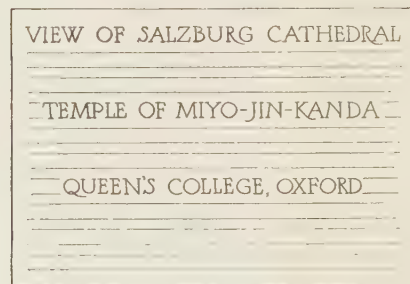 VIEW OF SALZBURG CATHEDRAL
TEMPLE OF MIYO-JIN-KANDA
QUEEN'S COLLEGE, OXFORD